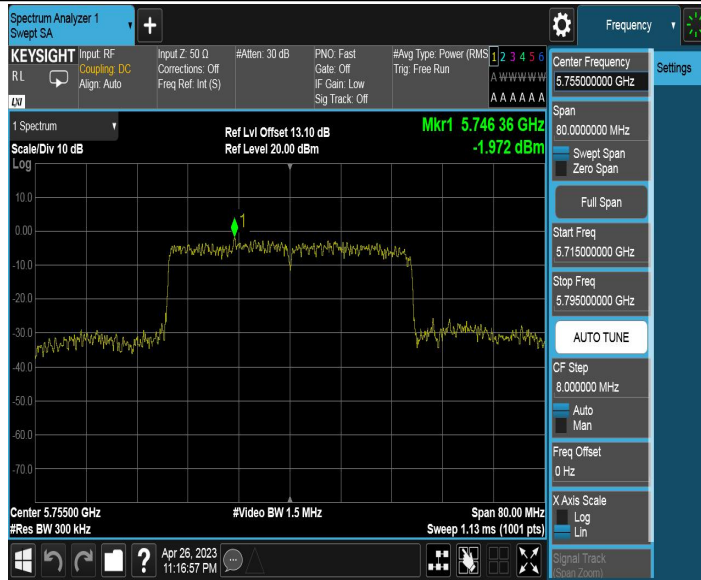 Spectrum Analyzer 1
Swept SA
Frequency
KEYSIGHT
RL
LXI
Input: RF
Coupling: DC
Align: Auto
Input Z: 50 Ω
Corrections: Off
Freq Ref: Int (S)
#Atten: 30 dB
PNO: Fast
Gate: Off
IF Gain: Low
Sig Track: Off
#Avg Type: Power (RMS
Trig: Free Run
1 2 3 4 5 6
A W W W W W
A A A A A A
Center Frequency
5.755000000 GHz
Settings
Span
80.0000000 MHz
Swept Span
Zero Span
Full Span
Start Freq
5.715000000 GHz
Stop Freq
5.795000000 GHz
AUTO TUNE
CF Step
8.000000 MHz
Auto
Man
Freq Offset
0 Hz
X Axis Scale
Log
Lin
Signal Track
(Span Zoom)
1 Spectrum
Scale/Div 10 dB
Log
Ref Lvl Offset 13.10 dB
Ref Level 20.00 dBm
Mkr1 5.746 36 GHz
-1.972 dBm
1
10.0
0.00
-10.0
-20.0
-30.0
-40.0
-50.0
-60.0
-70.0
Center 5.75500 GHz
#Res BW 300 kHz
#Video BW 1.5 MHz
Span 80.00 MHz
Sweep 1.13 ms (1001 pts)
?
Apr 26, 2023
11:16:57 PM